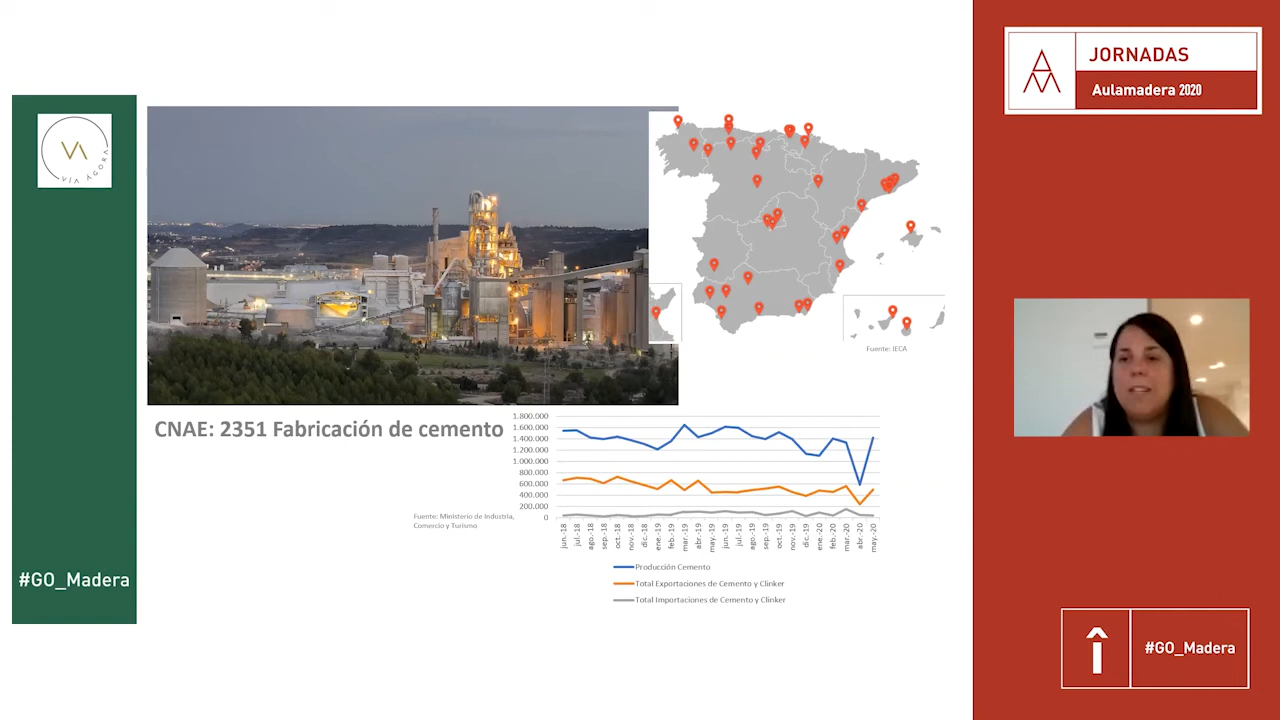 VÍA ÁGORA
#GO_Madera
CNAE: 2351 Fabricación de cemento
Fuente: IECA
Fuente: Ministerio de Industria,
Comercio y Turismo
1.800.000
1.600.000
1.400.000
1.200.000
1.000.000
800.000
600.000
400.000
200.000
0
jun.-18
jul.-18
ago.-18
sep.-18
oct.-18
nov.-18
dic.-18
ene.-19
feb.-19
mar.-19
abr.-19
may.-19
jun.-19
jul.-19
ago.-19
sep.-19
oct.-19
nov.-19
dic.-19
ene.-20
feb.-20
mar.-20
abr.-20
may.-20
Producción Cemento
Total Exportaciones de Cemento y Clinker
Total Importaciones de Cemento y Clinker
JORNADAS
Aulamadera 2020
#GO_Madera